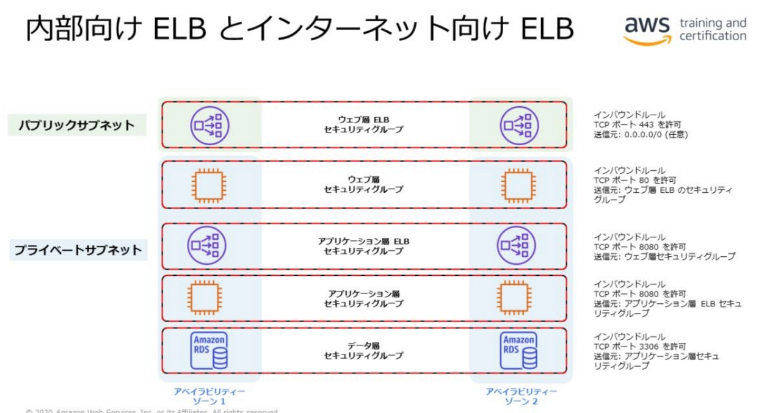 内部向け ELB とインターネット向け ELB
aws training and
certification
パブリックサブネット
ウェブ層 ELB
セキュリティグループ
インバウンドルール
TCP ポート 443 を許可
送信元: 0.0.0.0/0 (任意)
ウェブ層
セキュリティグループ
インバウンドルール
TCP ポート 80 を許可
送信元: ウェブ層 ELB のセキュリティ
グループ
プライベートサブネット
アプリケーション層 ELB
セキュリティグループ
インバウンドルール
TCP ポート 8080 を許可
送信元: ウェブ層セキュリティグループ
アプリケーション層
セキュリティグループ
インバウンドルール
TCP ポート 8080 を許可
送信元: アプリケーション層 ELB セキュ
リティグループ
Amazon
RDS
データ層
セキュリティグループ
Amazon
RDS
インバウンドルール
TCP ポート 3306 を許可
送信元: アプリケーション層セキュ
リティグループ
アベイラビリティー
ゾーン 1
アベイラビリティー
ゾーン 2
© 2020 Amazon Web Services, Inc. or its Affiliates. All rights reserved.